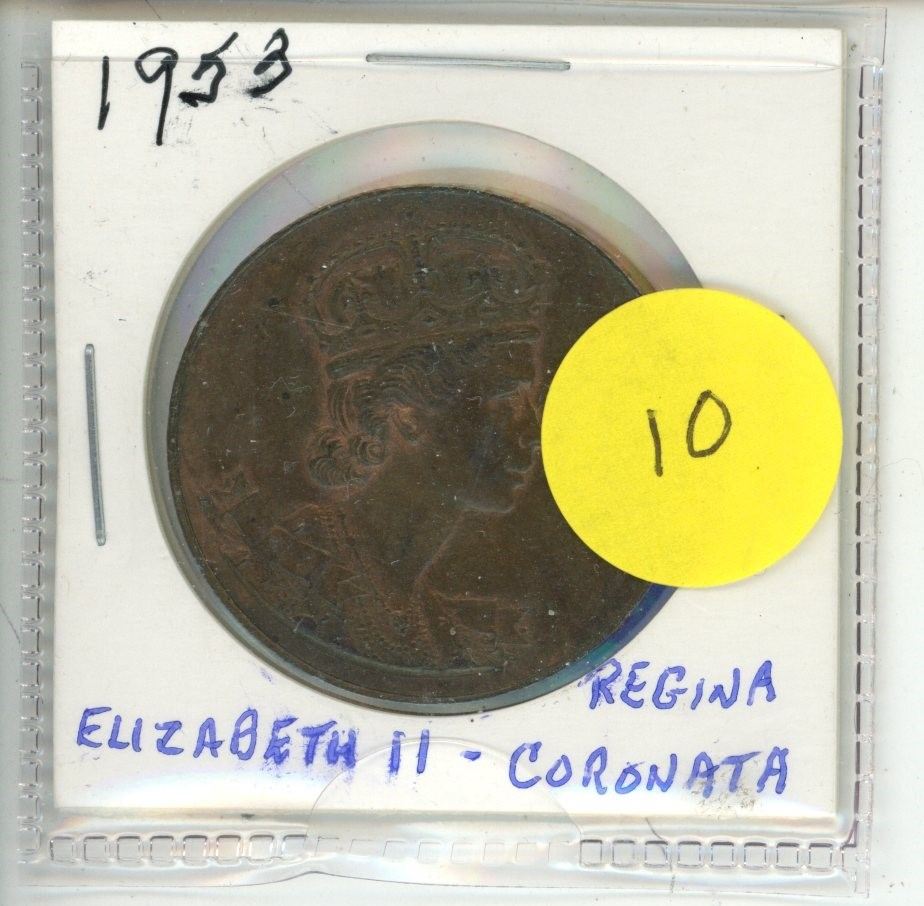 1953
10
REGINA
ELIZABETH II - CORONATA